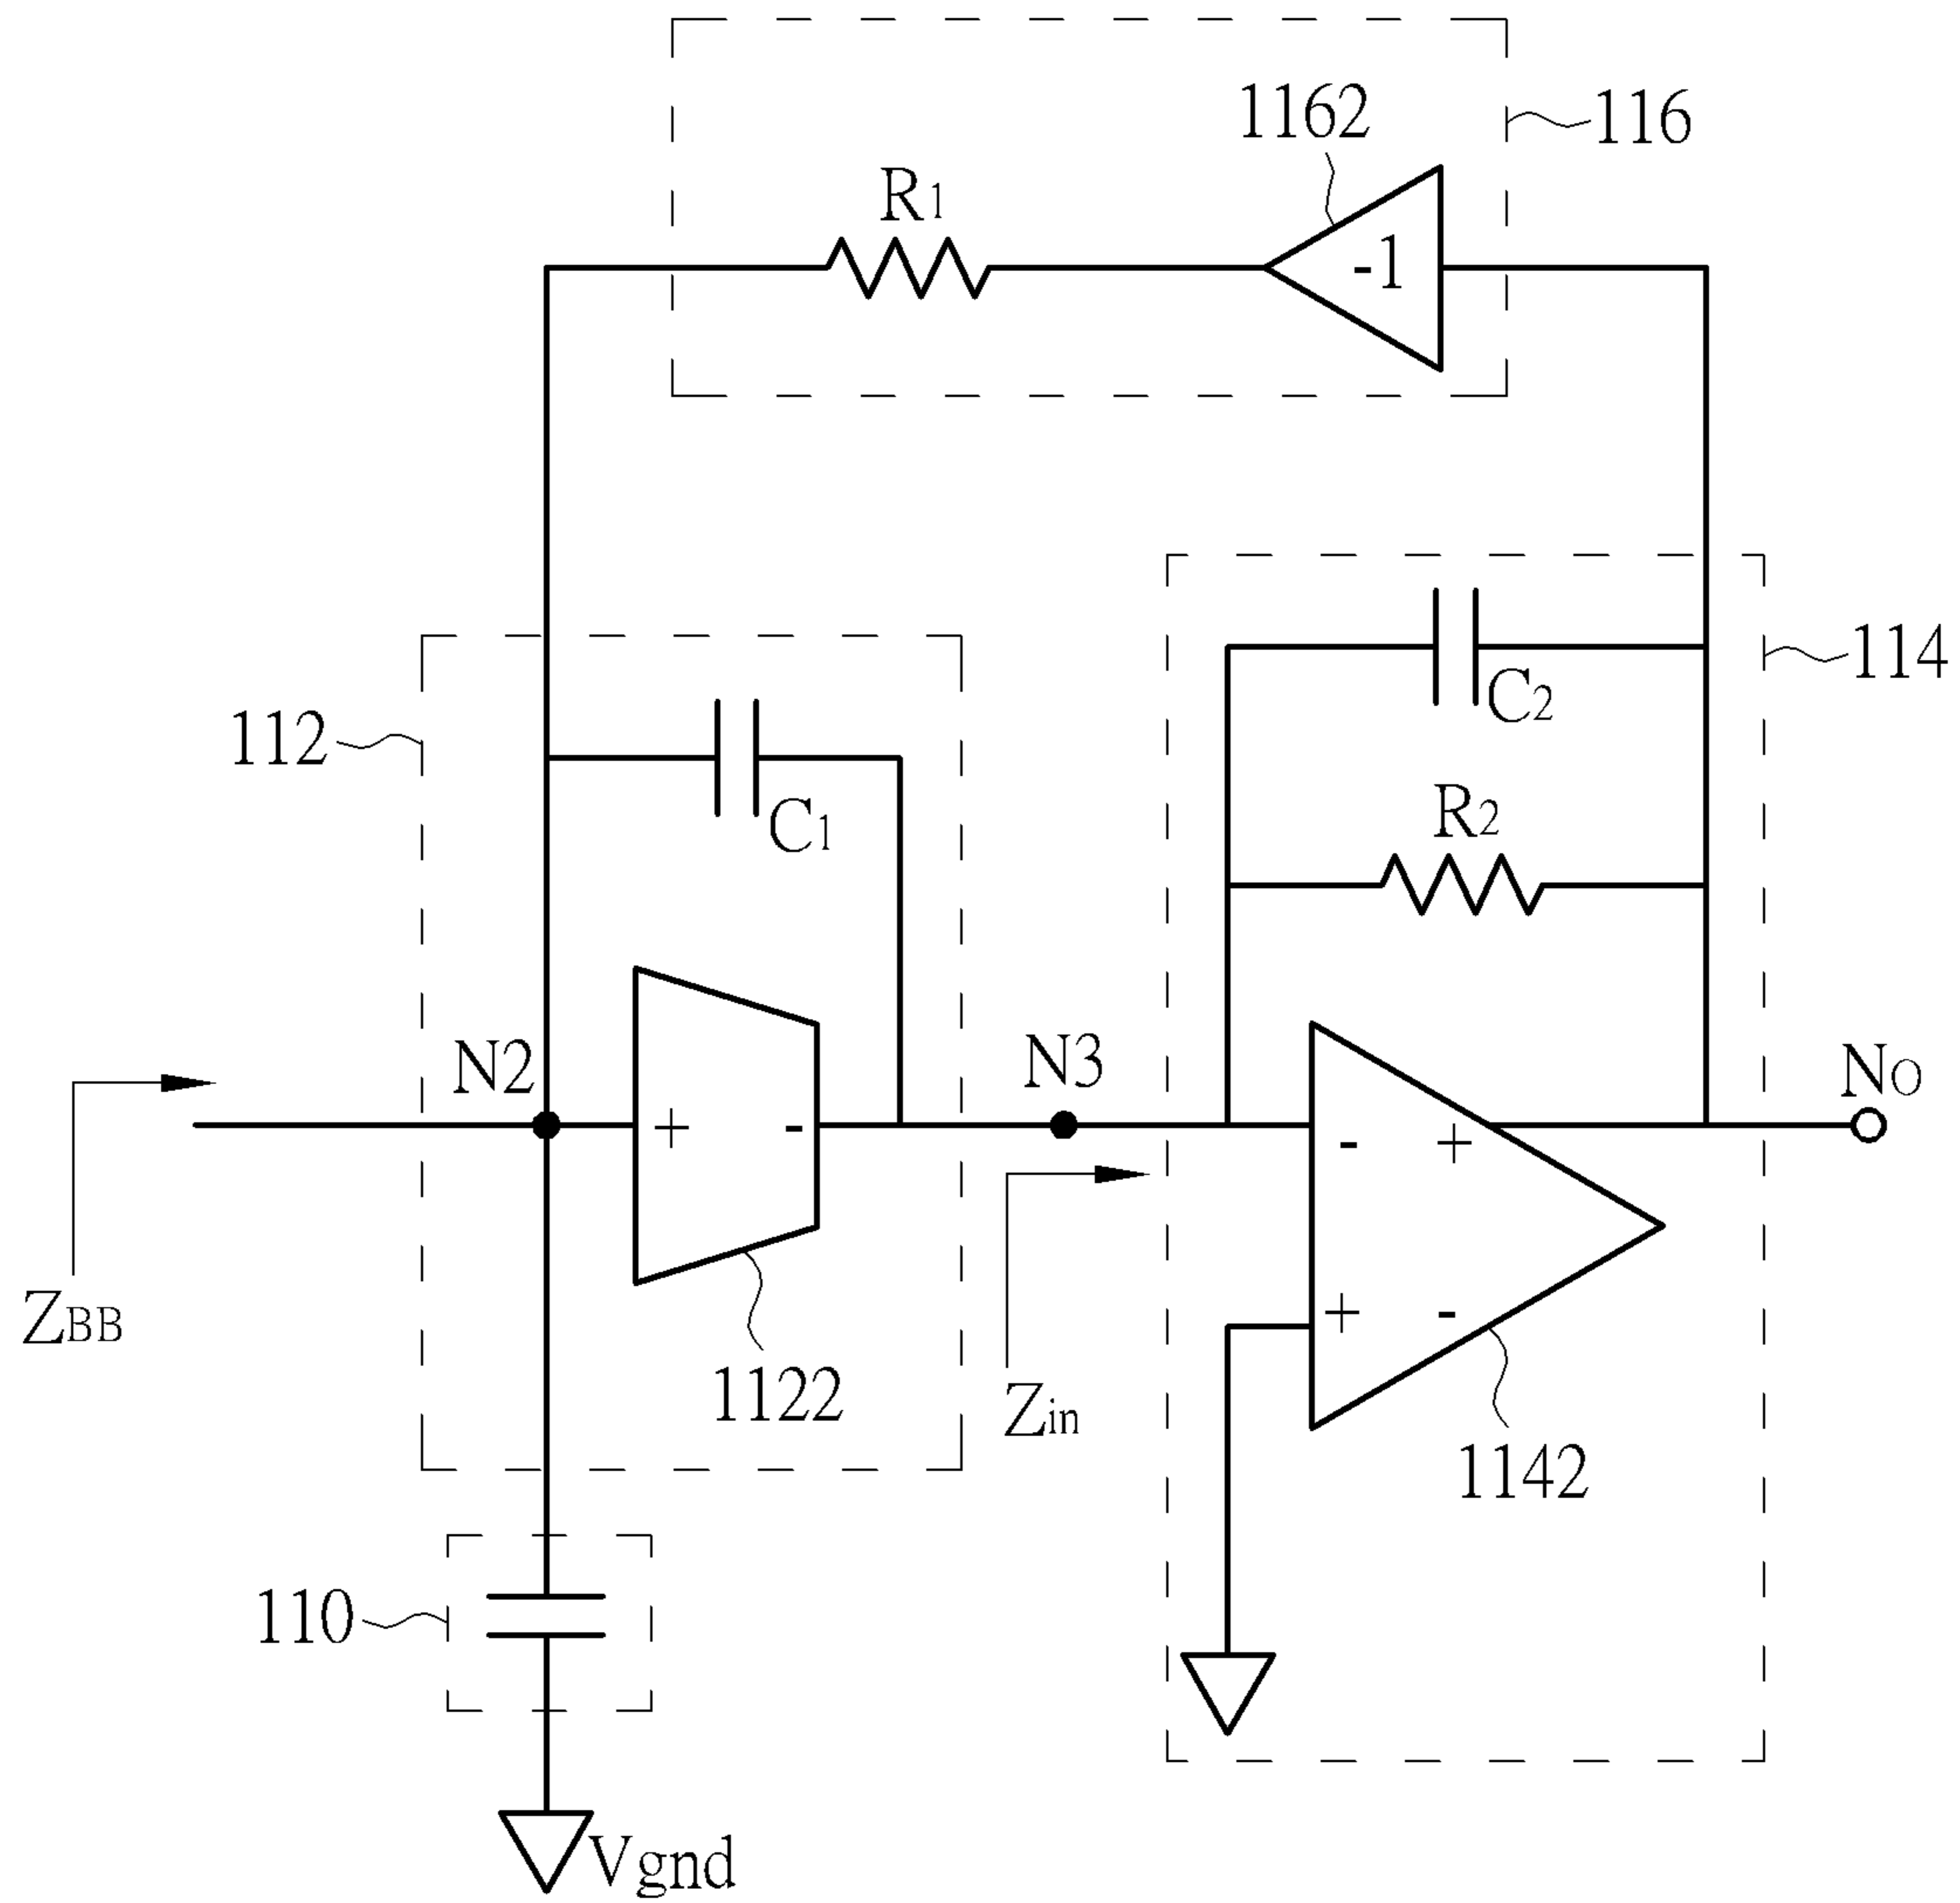 1162
116
R1
-1
114
C2
112
C1
R2
N2
N3
NO
+
-
-
+
ZBB
+
-
1122
Zin
1142
110
Vgnd